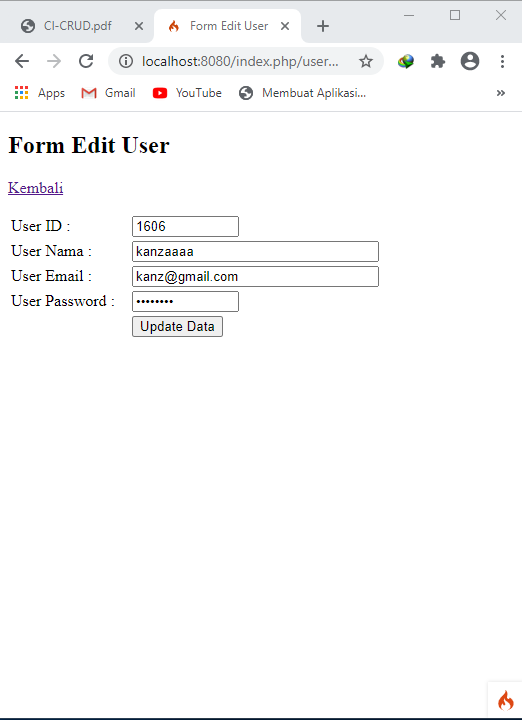 CI-CRUD.pdf
Form Edit User
localhost:8080/index.php/user...
Apps
Gmail
YouTube
Membuat Aplikasi...
Form Edit User
Kembali
User ID : 1606
User Nama : kanzaaaa
User Email : kanz@gmail.com
User Password : ••••••••
Update Data